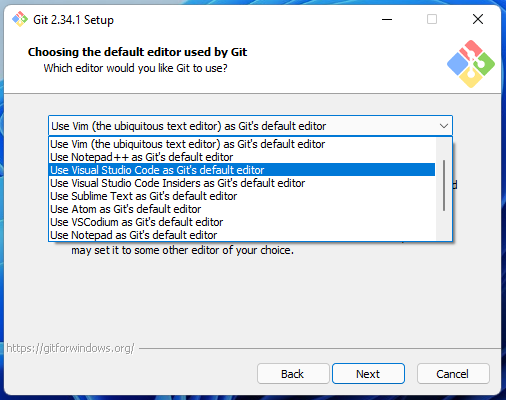 Git 2.34.1 Setup
Choosing the default editor used by Git
Which editor would you like Git to use?
Use Vim (the ubiquitous text editor) as Git's default editor
Use Vim (the ubiquitous text editor) as Git's default editor
Use Notepad++ as Git's default editor
Use Visual Studio Code as Git's default editor
Use Visual Studio Code Insiders as Git's default editor
Use Sublime Text as Git's default editor
Use Atom as Git's default editor
Use VSCodium as Git's default editor
Use Notepad as Git's default editor
may set it to some other editor of your choice.
https://gitforwindows.org/
Back
Next
Cancel